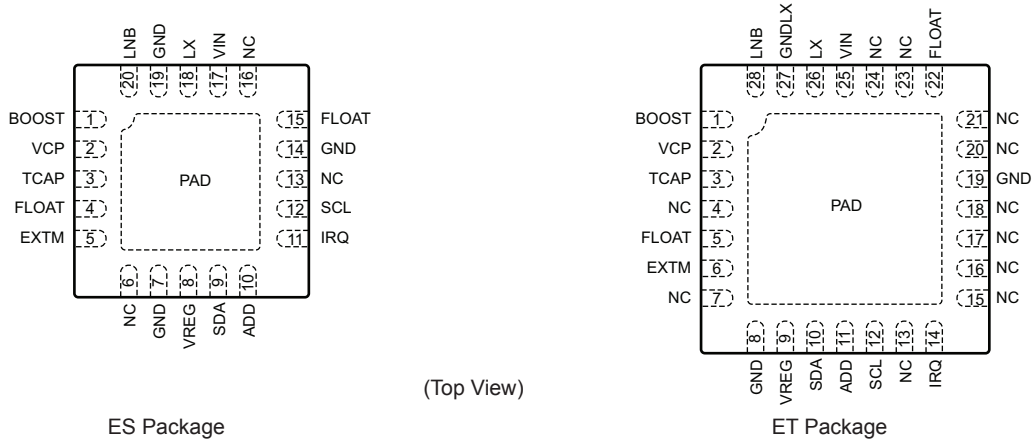 LNB
GND
LX
VIN
NC
20
19
18
17
16
BOOST 1
VCP 2
TCAP 3
FLOAT 4
EXTM 5
PAD
15 FLOAT
14 GND
13 NC
12 SCL
11 IRQ
6
7
8
9
10
NC
GND
VREG
SDA
ADD
ES Package
(Top View)
LNB
GNDLX
LX
VIN
NC
NC
FLOAT
28
27
26
25
24
23
22
BOOST 1
VCP 2
TCAP 3
NC 4
FLOAT 5
EXTM 6
NC 7
PAD
21 NC
20 NC
19 GND
18 NC
17 NC
16 NC
15 NC
8
9
10
11
12
13
14
GND
VREG
SDA
ADD
SCL
NC
IRQ
ET Package